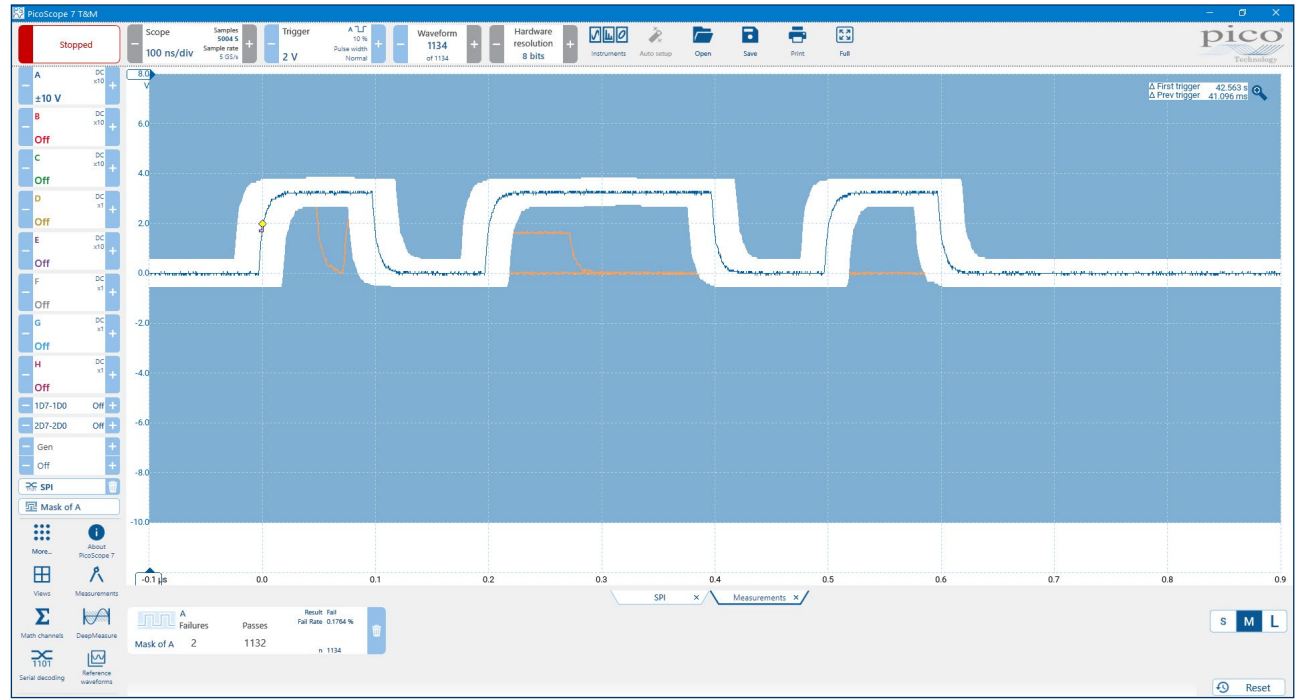 PicoScope 7 T&M
Stopped
Scope
Samples
5004 S
100 ns/div
Sample rate
5 GS/s
Trigger
A
10 %
2 V
Pulse width
Normal
Waveform
1134
of 1134
Hardware
resolution
8 bits
Instruments
Auto setup
Open
Save
Print
Full
pico
Technology
A
DC
x10
±10 V
B
DC
x10
Off
C
DC
x10
Off
D
DC
x1
Off
E
DC
x10
Off
F
DC
x1
Off
G
DC
x1
Off
H
DC
x1
Off
1D7-1D0 Off
2D7-2D0 Off
Gen
Off
SPI
Mask of A
More...
About
PicoScope 7
Views
Measurements
Math channels
DeepMeasure
1101
Serial decoding
Reference
waveforms
8.0
V
6.0
4.0
2.0
0.0
-2.0
-4.0
-6.0
-8.0
-10.0
Δ First trigger 42.563 s
Δ Prev trigger 41.096 ms
-0.1 µs 0.0 0.1 0.2 0.3 0.4 0.5 0.6 0.7 0.8 0.9
SPI x
Measurements x
A
Failures Passes
Result Fail
Fail Rate 0.1764 %
Mask of A 2 1132
n 1134
S M L
Reset